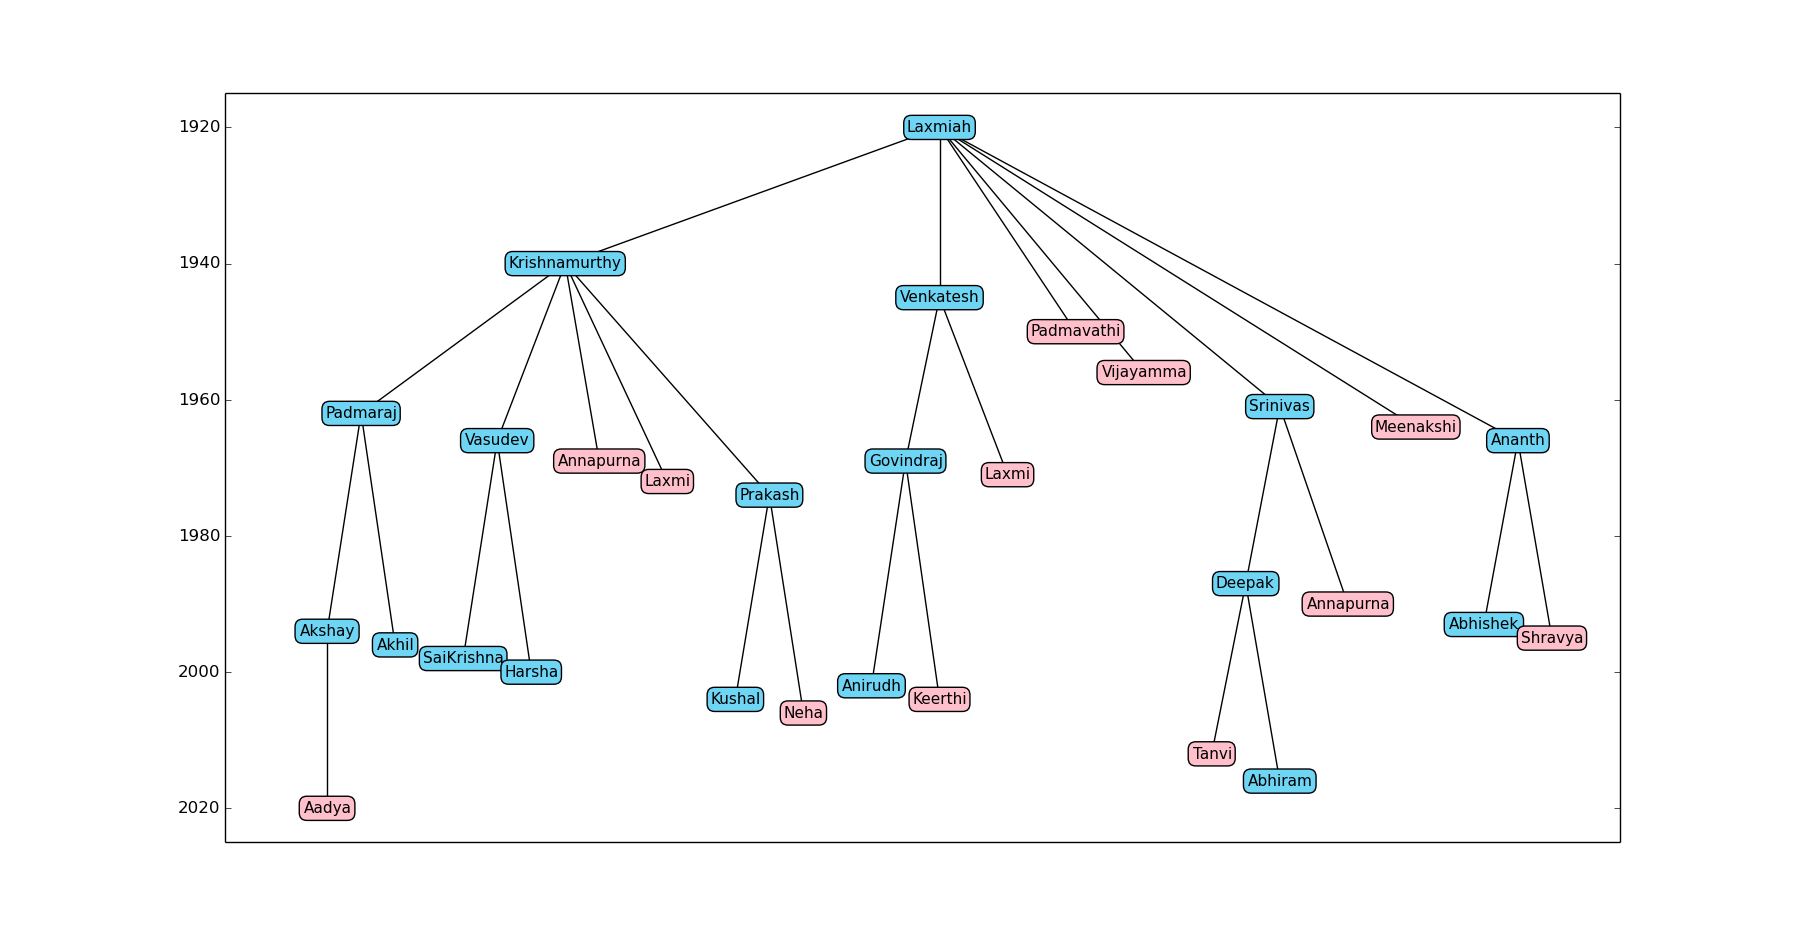 1920
Laxmiah
1940
Krishnamurthy
Venkatesh
Padmavathi
Vijayamma
1960
Srinivas
Padmaraj
Meenakshi
Vasudev
Ananth
Annapurna
Govindraj
Laxmi
Laxmi
Prakash
1980
Deepak
Annapurna
Abhishek
Akshay
Shravya
Akhil
SaiKrishna
2000
Harsha
Anirudh
Kushal
Keerthi
Neha
Tanvi
Abhiram
2020
Aadya